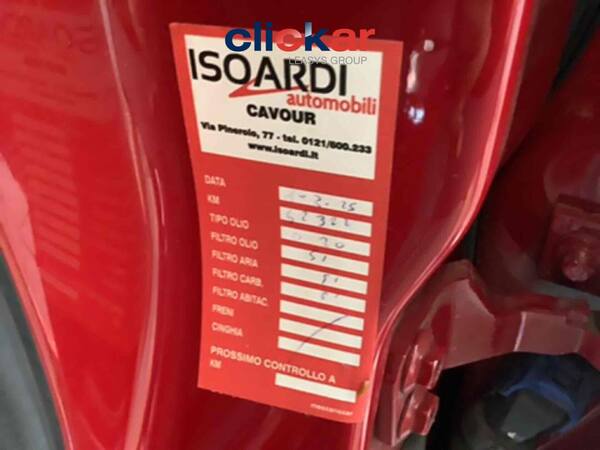 clickar
LEASYS GROUP
ISOARDI
automobili
CAVOUR
Via Pinerolo, 77 - tel. 0121/600.233
www.isoardi.it
DATA
KM
TIPO OLIO
FILTRO OLIO
FILTRO ARIA
FILTRO CARB.
FILTRO ABITAC.
FRENI
CINGHIA
PROSSIMO CONTROLLO A
KM